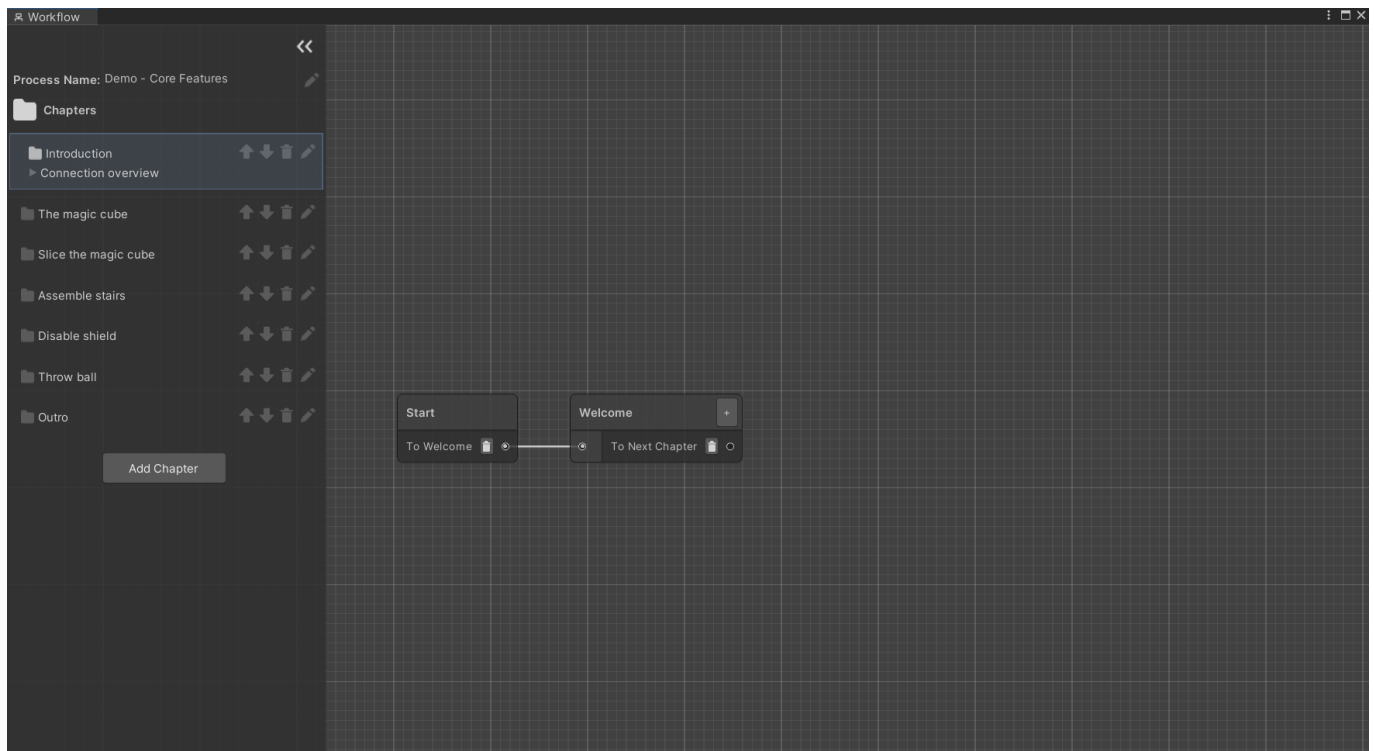 Workflow
Process Name: Demo - Core Features
Chapters
Introduction
Connection overview
The magic cube
Slice the magic cube
Assemble stairs
Disable shield
Throw ball
Outro
Add Chapter
Start
To Welcome
Welcome
+
To Next Chapter